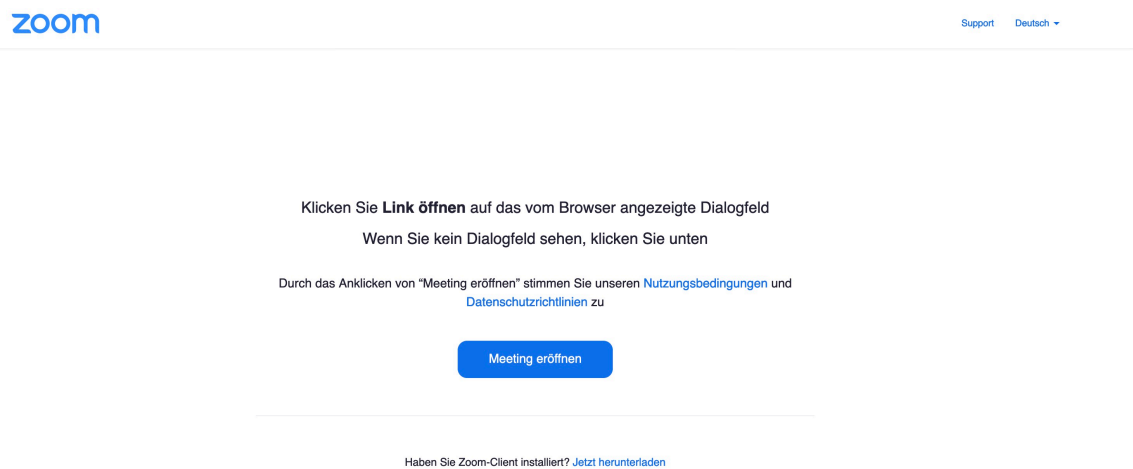 zoom
Support Deutsch
Klicken Sie Link öffnen auf das vom Browser angezeigte Dialogfeld
Wenn Sie kein Dialogfeld sehen, klicken Sie unten
Durch das Anklicken von “Meeting eröffnen” stimmen Sie unseren Nutzungsbedingungen und
Datenschutzrichtlinien zu
Meeting eröffnen
Haben Sie Zoom-Client installiert? Jetzt herunterladen